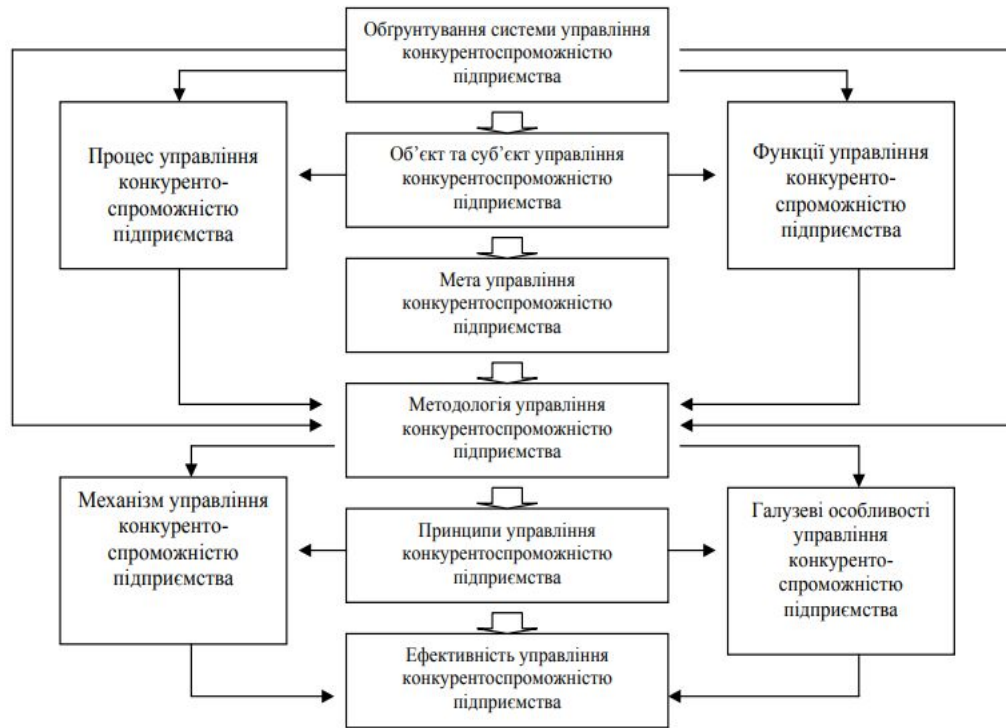 Обґрунтування системи управління
конкурентоспроможністю
підприємства
Процес управління
конкуренто-
спроможністю
підприємства
Об’єкт та суб’єкт управління
конкурентоспроможністю
підприємства
Функції управління
конкуренто-
спроможністю
підприємства
Мета управління
конкурентоспроможністю
підприємства
Методологія управління
конкурентоспроможністю
підприємства
Механізм управління
конкуренто-
спроможністю
підприємства
Принципи управління
конкурентоспроможністю
підприємства
Галузеві особливості
управління
конкуренто-
спроможністю
підприємства
Ефективність управління
конкурентоспроможністю
підприємства